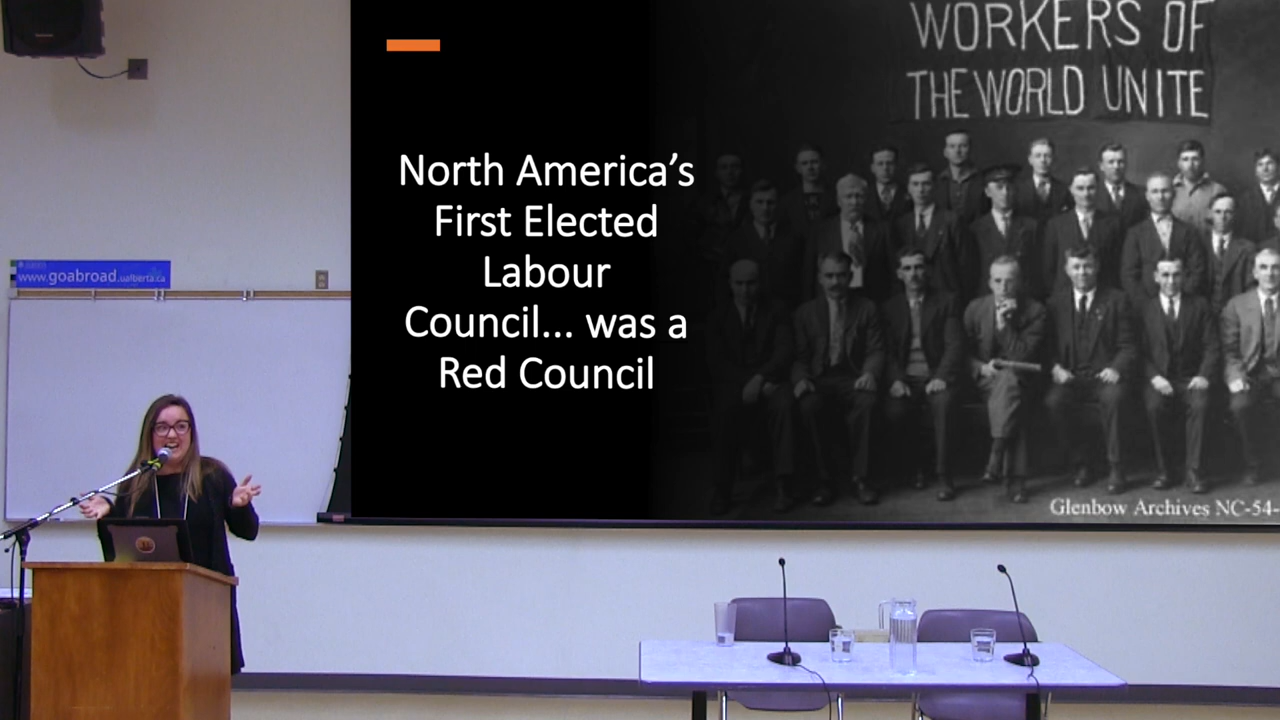 WORKERS OF
THE WORLD UNITE
North America's
First Elected
Labour
Council... was a
Red Council
www.goabroad.ualberta.ca
Glenbow Archives NC-54-